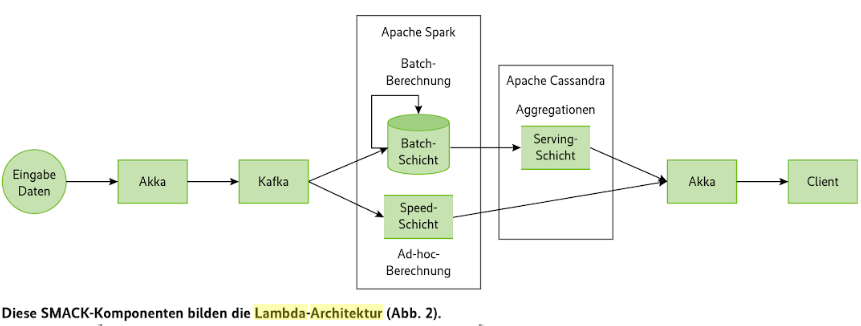 Apache Spark
Batch-
Berechnung
Apache Cassandra
Aggregationen
Eingabe
Daten
Akka
Kafka
Batch-
Schicht
Serving-
Schicht
Speed-
Schicht
Ad-hoc-
Berechnung
Akka
Client
Diese SMACK-Komponenten bilden die Lambda-Architektur (Abb. 2).